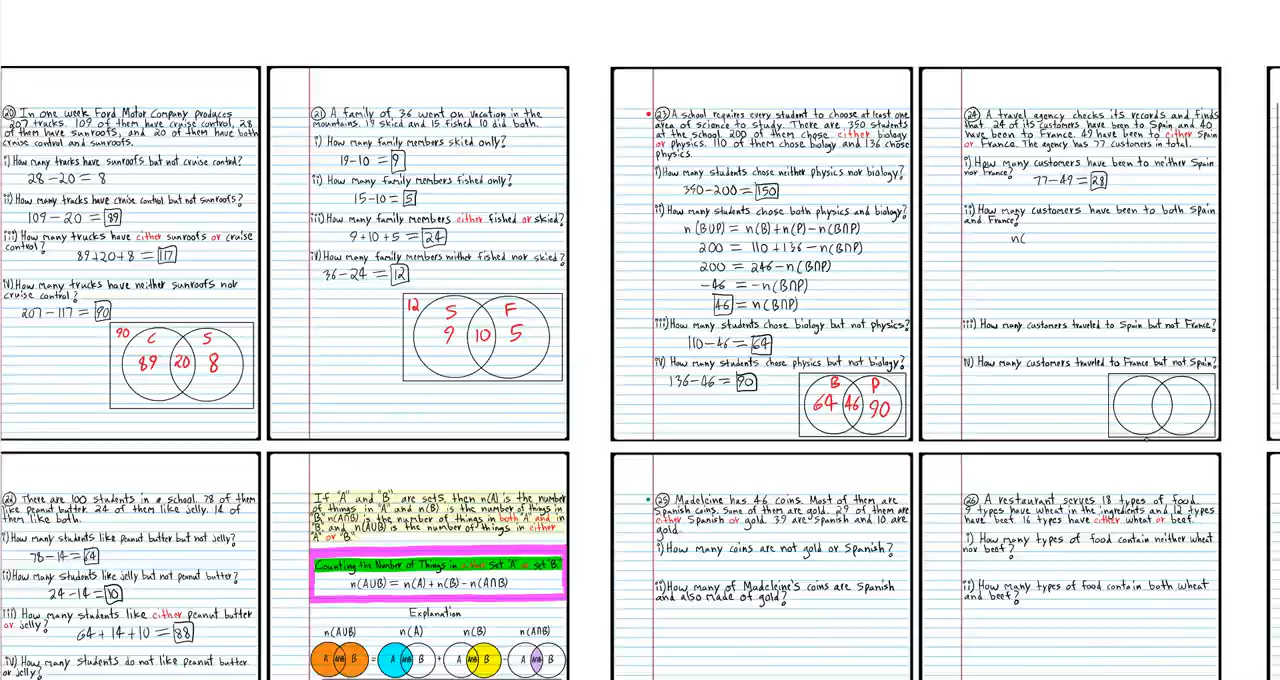 20 In one week Ford Motor Company produces
207 trucks. 109 of them have cruise control, 28
of them have sunroofs, and 20 of them have both
cruise control and sunroofs.
i) How many trucks have sunroofs but not cruise control?
28-20 = 8
ii) How many trucks have cruise control but not sunroofs?
109-20 = 89
iii) How many trucks have either sunroofs or cruise
control?
89+20+8 = 117
iv) How many trucks have neither sunroofs nor
cruise control?
207-117 = 90
90 C S
89 20 8
21 A family of 36 went on vacation in the
mountains. 19 skied and 15 fished 10 did both.
i) How many family members skied only?
19-10 = 9
ii) How many family members fished only?
15-10 = 5
iii) How many family members either fished or skied?
9+10+5 = 24
iv) How many family members neither fished nor skied?
36-24 = 12
12 S F
9 10 5
23 A school requires every student to choose at least one
area of science to study. There are 350 students
at the school. 200 of them chose either biology
or physics. 110 of them chose biology and 136 chose
physics.
i) How many students chose neither physics nor biology?
350-200 = 150
ii) How many students chose both physics and biology?
n(B∪P) = n(B)+n(P)-n(B∩P)
200 = 110+136-n(B∩P)
200 = 246-n(B∩P)
-46 = -n(B∩P)
46 = n(B∩P)
iii) How many students chose biology but not physics?
110-46 = 64
iv) How many students chose physics but not biology?
136-46 = 90
B P
64 46 90
24 A travel agency checks its records and finds
that 24 of its customers have been to Spain and 40
have been to France. 49 have been to either Spain
or France. The agency has 77 customers in total.
i) How many customers have been to neither Spain
nor France?
77-49 = 28
ii) How many customers have been to both Spain
and France?
n(
iii) How many customers traveled to Spain but not France?
iv) How many customers traveled to France but not Spain?
22 There are 100 students in a school. 78 of them
like peanut butter. 24 of them like jelly. 14 of
them like both.
i) How many students like peanut butter but not jelly?
78-14 = 64
ii) How many students like jelly but not peanut butter?
24-14 = 10
iii) How many students like either peanut butter
or jelly?
64+14+10 = 88
iv) How many students do not like peanut butter
or jelly?
If "A" and "B" are sets, then n(A) is the number
of things in "A" and n(B) is the number of things in
"B", n(A∩B) is the number of things in both A and in
B, and n(A∪B) is the number of things in either
"A" or "B"
Counting the Number of Things in set "A" or set "B"
n(A∪B) = n(A)+n(B)-n(A∩B)
Explanation
n(A∪B) n(A) n(B) n(A∩B)
A A∩B B = A A∩B B + A A∩B B - A A∩B B
25 Madeleine has 46 coins. Most of them are
Spanish coins. Some of them are gold. 29 of them are
either Spanish or gold. 39 are Spanish and 10 are
gold.
i) How many coins are not gold or Spanish?
ii) How many of Madeleine's coins are Spanish
and also made of gold?
26 A restaurant serves 18 types of food.
9 types have wheat in the ingredients and 12 types
have beef. 16 types have either wheat or beef.
i) How many types of food contain neither wheat
nor beef?
ii) How many types of food contain both wheat
and beef?